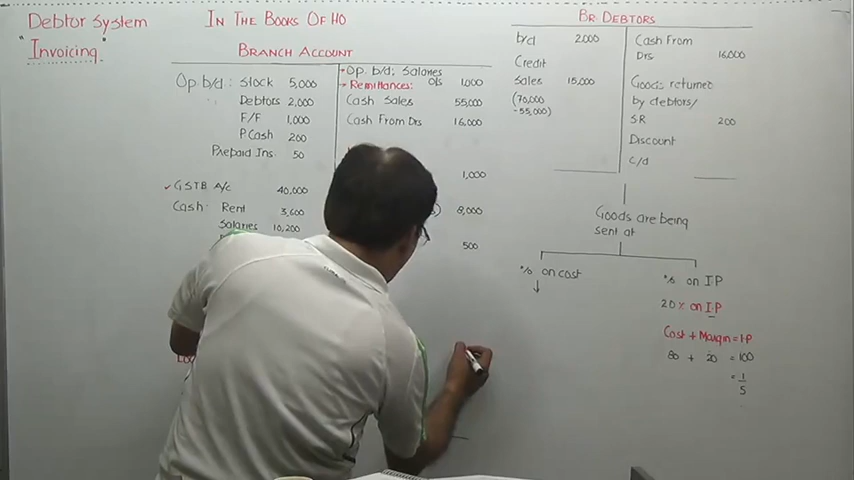 Debtor System
"Invoicing"
In The Books Of HO
Branch Account
Op. b/d: Stock 5,000
Debtors 2,000
F/F 1,000
P.Cash 200
Prepaid Ins. 50
✓ GSTB A/c 40,000
Cash: Rent 3,600
Salaries 10,200
Op. b/d; Salaries
O/s 1,000
Remittances:
Cash Sales 55,000
Cash From Drs 16,000
1,000
8,000
500
Br Debtors
b/d 2,000
Credit
Sales 15,000
(70,000
-55,000)
Cash From
Drs 16,000
Goods returned
by debtors/
SR 200
Discount
c/d
Goods are being
sent at
% on cost
% on I.P
20% on I.P
Cost + Margin = I.P
80 + 20 = 100
= 1/5